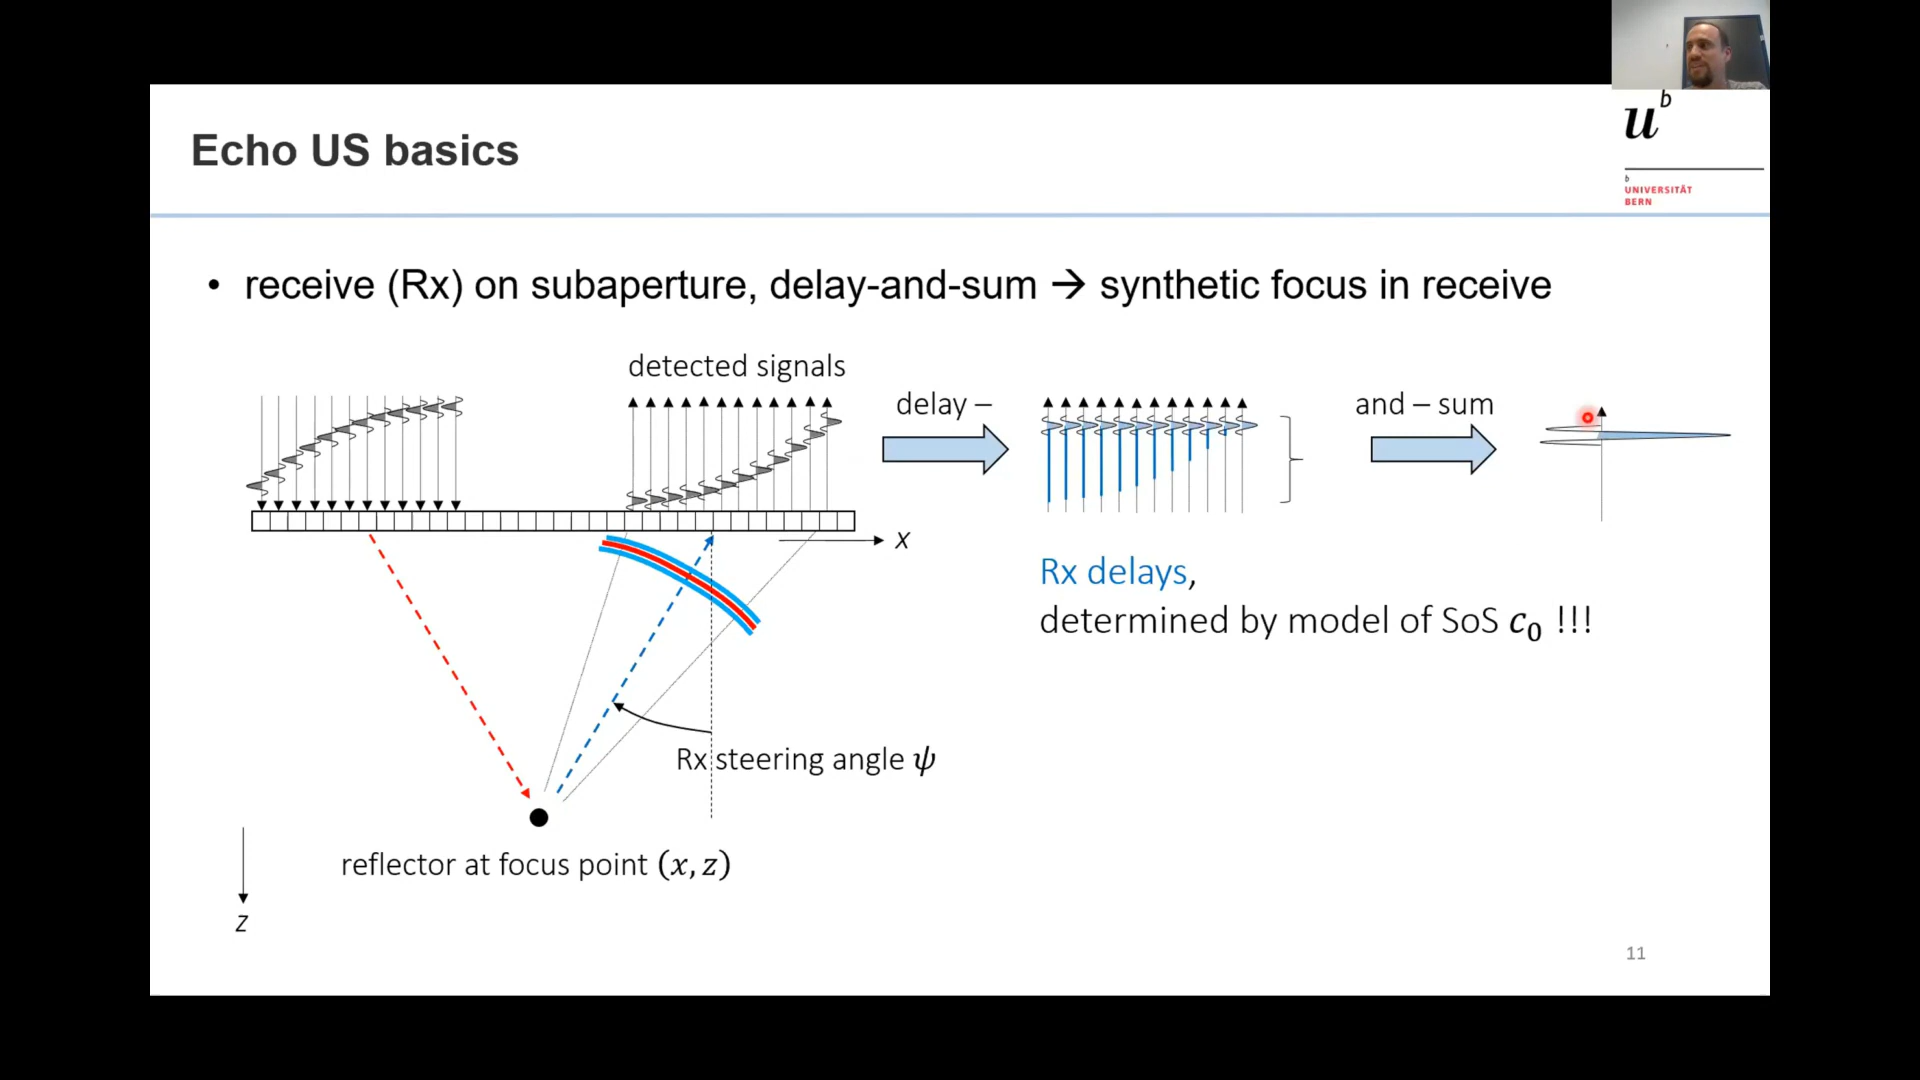 Echo US basics
u^b
b
UNIVERSITÄT
BERN
• receive (Rx) on subaperture, delay-and-sum → synthetic focus in receive
detected signals
delay –
and – sum
x
Rx delays,
determined by model of SoS c₀ !!!
Rx steering angle ψ
reflector at focus point (x, z)
z
11